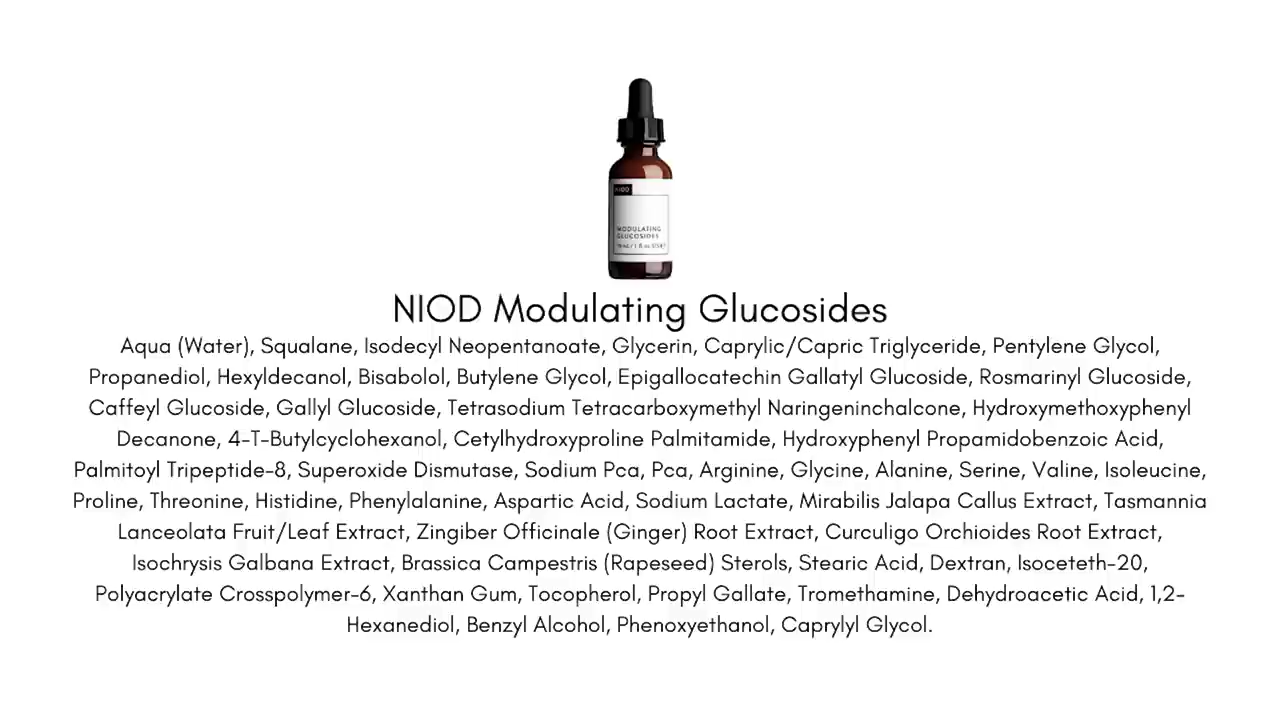 NIOD
MODULATING
GLUCOSIDES
NIOD Modulating Glucosides
Aqua (Water), Squalane, Isodecyl Neopentanoate, Glycerin, Caprylic/Capric Triglyceride, Pentylene Glycol,
Propanediol, Hexyldecanol, Bisabolol, Butylene Glycol, Epigallocatechin Gallatyl Glucoside, Rosmarinyl Glucoside,
Caffeyl Glucoside, Gallyl Glucoside, Tetrasodium Tetracarboxymethyl Naringeninchalcone, Hydroxymethoxyphenyl
Decanone, 4-T-Butylcyclohexanol, Cetylhydroxyproline Palmitamide, Hydroxyphenyl Propamidobenzoic Acid,
Palmitoyl Tripeptide-8, Superoxide Dismutase, Sodium Pca, Pca, Arginine, Glycine, Alanine, Serine, Valine, Isoleucine,
Proline, Threonine, Histidine, Phenylalanine, Aspartic Acid, Sodium Lactate, Mirabilis Jalapa Callus Extract, Tasmannia
Lanceolata Fruit/Leaf Extract, Zingiber Officinale (Ginger) Root Extract, Curculigo Orchioides Root Extract,
Isochrysis Galbana Extract, Brassica Campestris (Rapeseed) Sterols, Stearic Acid, Dextran, Isoceteth-20,
Polyacrylate Crosspolymer-6, Xanthan Gum, Tocopherol, Propyl Gallate, Tromethamine, Dehydroacetic Acid, 1,2-
Hexanediol, Benzyl Alcohol, Phenoxyethanol, Caprylyl Glycol.